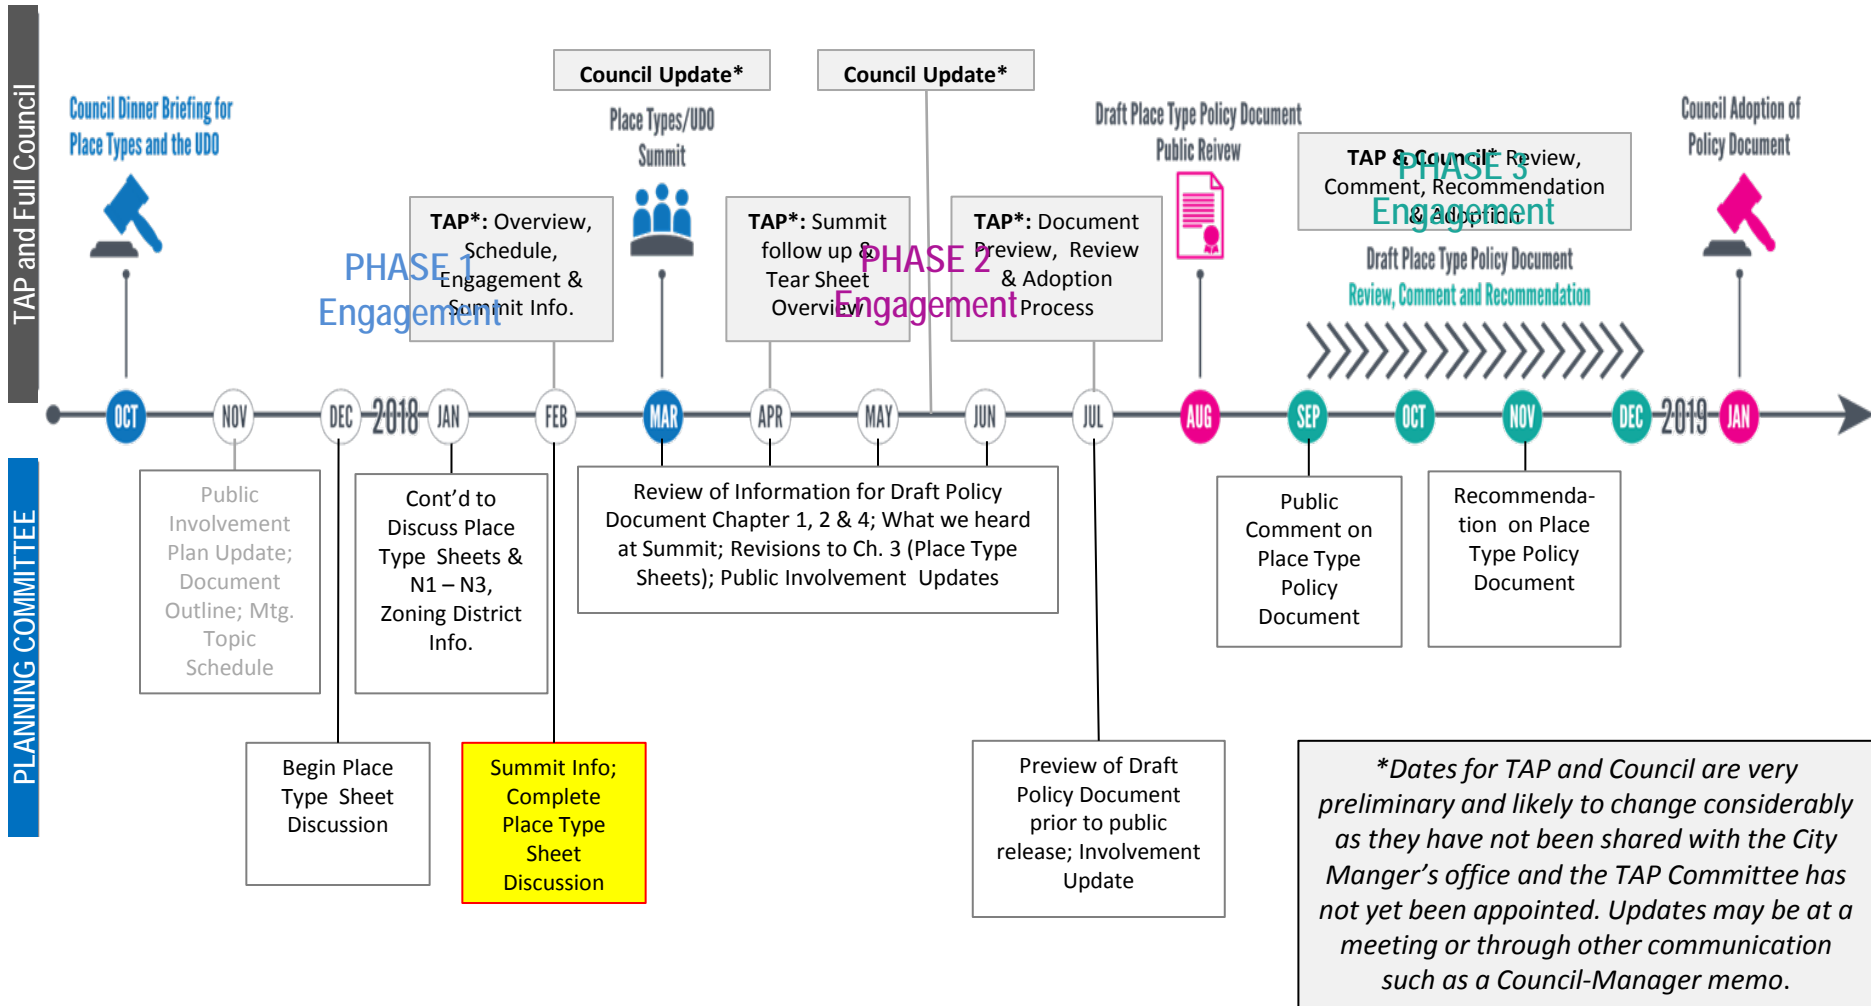 TAP and Full Council
Council Update*
Council Update*
Council Dinner Briefing for
Place Types and the UDO
Place Types/UDO
Summit
Draft Place Type Policy Document
Public Reivew
Council Adoption of
Policy Document
TAP & Council* Review,
Comment, Recommendation
& Adoption
PHASE 3
Engagement
TAP*: Overview,
Schedule,
Engagement &
Summit Info.
PHASE 1
Engagement
TAP*: Summit
follow up &
Tear Sheet
Overview
PHASE 2
Engagement
TAP*: Document
Preview, Review
& Adoption
Process
Draft Place Type Policy Document
Review, Comment and Recommendation
OCT NOV DEC 2018 JAN FEB MAR APR MAY JUN JUL AUG SEP OCT NOV DEC 2019 JAN
PLANNING COMMITTEE
Public
Involvement
Plan Update;
Document
Outline; Mtg.
Topic
Schedule
Cont'd to
Discuss Place
Type Sheets &
N1 – N3,
Zoning District
Info.
Review of Information for Draft Policy
Document Chapter 1, 2 & 4; What we heard
at Summit; Revisions to Ch. 3 (Place Type
Sheets); Public Involvement Updates
Public
Comment on
Place Type
Policy
Document
Recommenda-
tion on Place
Type Policy
Document
Begin Place
Type Sheet
Discussion
Summit Info;
Complete
Place Type
Sheet
Discussion
Preview of Draft
Policy Document
prior to public
release; Involvement
Update
*Dates for TAP and Council are very
preliminary and likely to change considerably
as they have not been shared with the City
Manger's office and the TAP Committee has
not yet been appointed. Updates may be at a
meeting or through other communication
such as a Council-Manager memo.